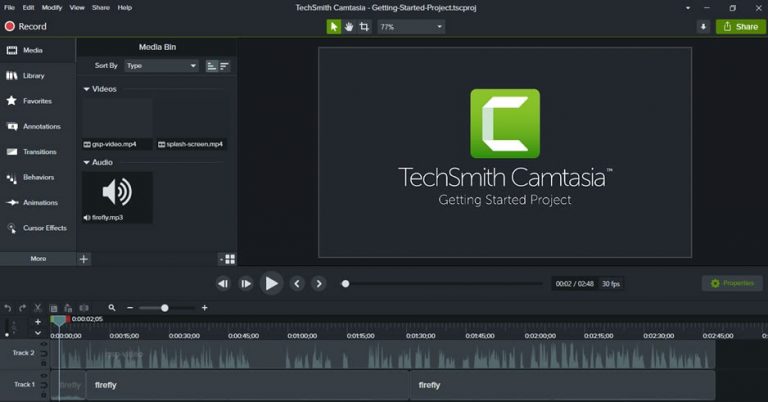 File Edit Modify View Share Help
TechSmith Camtasia - Getting-Started-Project.tscproj
Record
77%
Share
Media
Library
Favorites
Annotations
Transitions
Behaviors
Animations
Cursor Effects
More
Media Bin
Sort By Type
Videos
gsp-video.mp4 splash-screen.mp4
Audio
firefly.mp3
TechSmith Camtasia™
Getting Started Project
00:02 / 02:48 30 fps
Properties
0:00:02;05
0:00:00;00 0:00:15;00 0:00:30;00 0:00:45;00 0:01:00;00 0:01:15;00 0:01:30;00 0:01:45;00 0:02:00;00 0:02:15;00 0:02:30;00 0:02:45;00
Track 2 gsp-video
Track 1 firefly firefly firefly